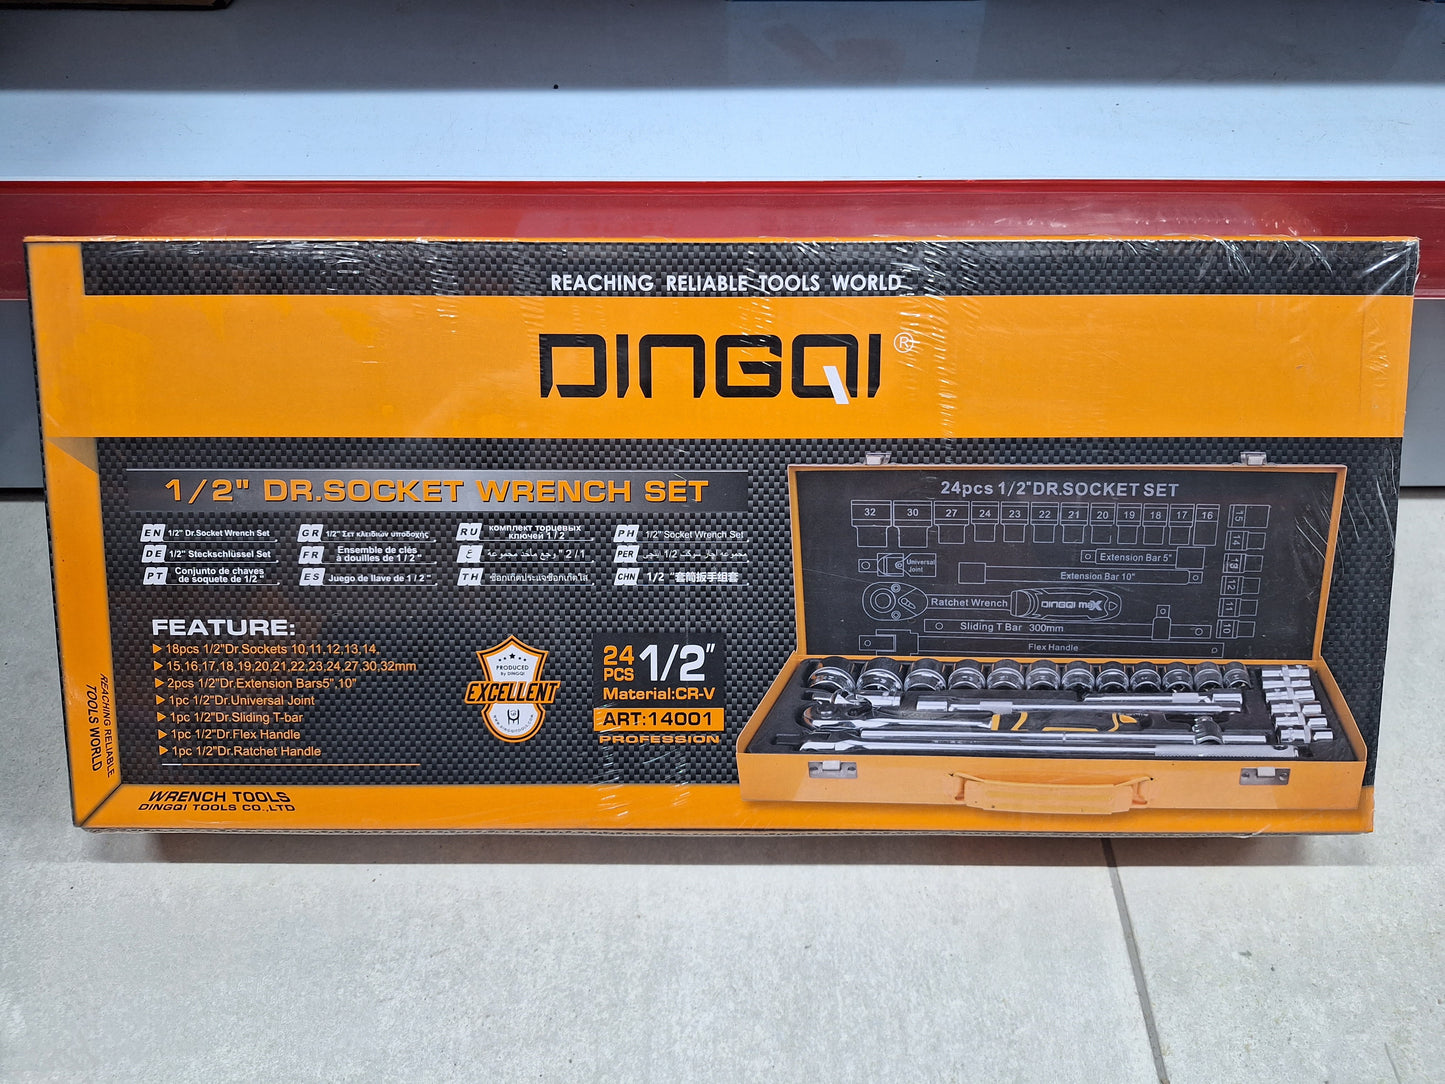 REACHING RELIABLE TOOLS WORLD
DINGQI ®
1/2" DR.SOCKET WRENCH SET
EN 1/2" Dr.Socket Wrench Set
GR 1/2" Σετ κλειδιών υποδοχής
RU комплект торцевых
ключей 1/2
PH 1/2" Socket Wrench Set
DE 1/2" Steckschlüssel Set
FR Ensemble de clés
à douilles de 1/2"
PER
PT Conjunto de chaves
de soquete de 1/2"
ES Juego de llave de 1/2"
TH
CHN 1/2 "套筒扳手组套
FEATURE:
18pcs 1/2"Dr.Sockets 10,11,12,13,14,
15,16,17,18,19,20,21,22,23,24,27,30,32mm
2pcs 1/2"Dr.Extension Bars5",10"
1pc 1/2"Dr.Universal Joint
1pc 1/2"Dr.Sliding T-bar
1pc 1/2"Dr.Flex Handle
1pc 1/2"Dr.Ratchet Handle
PRODUCED
by DINGQI
EXCELLENT
24
PCS
1/2"
Material:CR-V
ART:14001
PROFESSION
24pcs 1/2"DR.SOCKET SET
32 30 27 24 23 22 21 20 19 18 17 16
15
14
13
12
11
10
Universal
Joint
Extension Bar 5"
Extension Bar 10"
Ratchet Wrench
DINGQI max
Sliding T Bar 300mm
Flex Handle
REACHING RELIABLE
TOOLS WORLD
WRENCH TOOLS
DINGQI TOOLS CO.,LTD